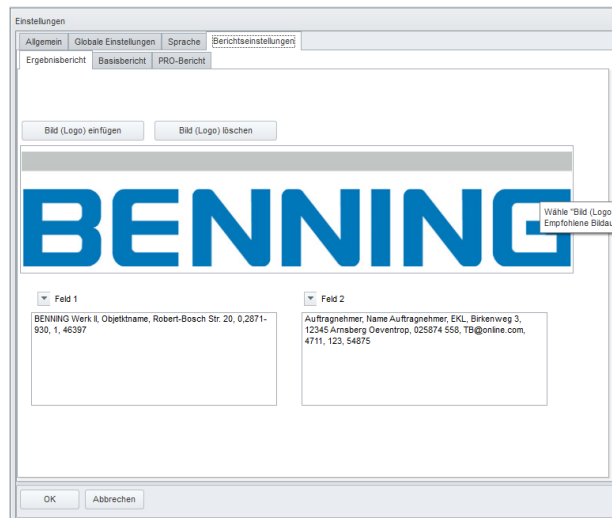 Einstellungen
Allgemein Globale Einstellungen Sprache Berichtseinstellungen
Ergebnisbericht Basisbericht PRO-Bericht
Bild (Logo) einfügen Bild (Logo) löschen
BENNING
Wähle "Bild (Logo
Empfohlene Bildau
Feld 1 Feld 2
BENNING Werk II, Objetktname, Robert-Bosch Str. 20, 0,2871-
930, 1, 46397
Auftragnehmer, Name Auftragnehmer, EKL, Birkenweg 3,
12345 Arnsberg Oeventrop, 025874 558, TB@online.com,
4711, 123, 54875
OK Abbrechen